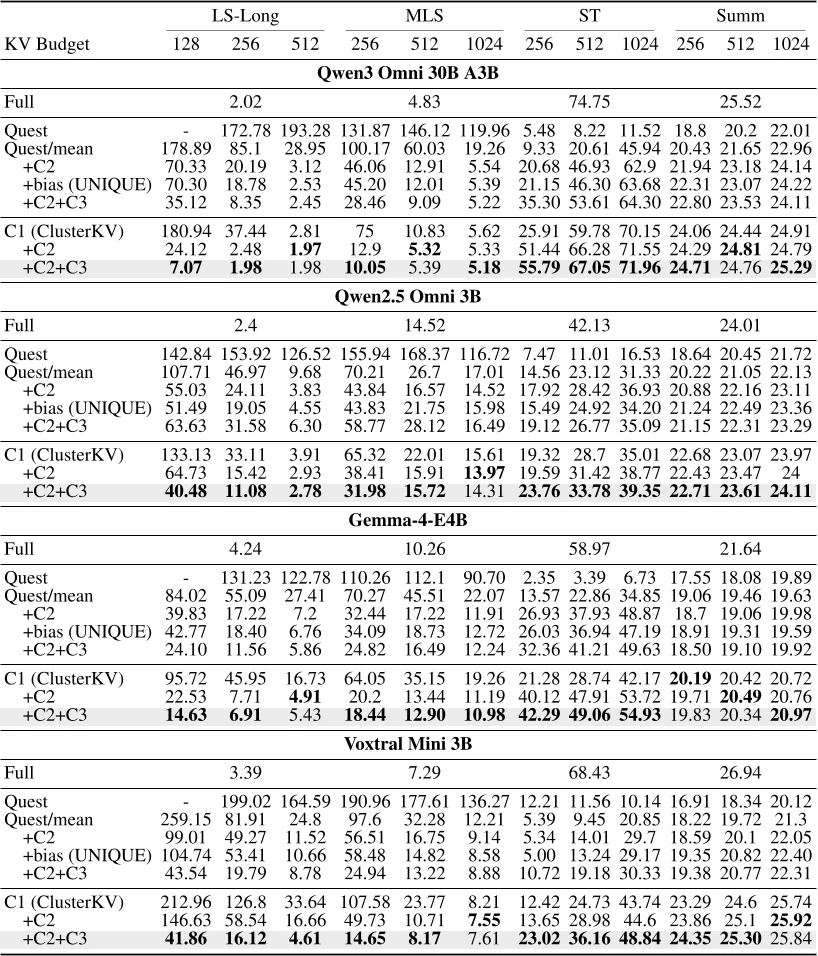 LS-Long MLS ST Summ
KV Budget 128 256 512 256 512 1024 256 512 1024 256 512 1024
Qwen3 Omni 30B A3B
Full 2.02 4.83 74.75 25.52
Quest - 172.78 193.28 131.87 146.12 119.96 5.48 8.22 11.52 18.8 20.2 22.01
Quest/mean 178.89 85.1 28.95 100.17 60.03 19.26 9.33 20.61 45.94 20.43 21.65 22.96
+C2 70.33 20.19 3.12 46.06 12.91 5.54 20.68 46.93 62.9 21.94 23.18 24.14
+bias (UNIQUE) 70.30 18.78 2.53 45.20 12.01 5.39 21.15 46.30 63.68 22.31 23.07 24.22
+C2+C3 35.12 8.35 2.45 28.46 9.09 5.22 35.30 53.61 64.30 22.80 23.53 24.11
C1 (ClusterKV) 180.94 37.44 2.81 75 10.83 5.62 25.91 59.78 70.15 24.06 24.44 24.91
+C2 24.12 2.48 1.97 12.9 5.32 5.33 51.44 66.28 71.55 24.29 24.81 24.79
+C2+C3 7.07 1.98 1.98 10.05 5.39 5.18 55.79 67.05 71.96 24.71 24.76 25.29
Qwen2.5 Omni 3B
Full 2.4 14.52 42.13 24.01
Quest 142.84 153.92 126.52 155.94 168.37 116.72 7.47 11.01 16.53 18.64 20.45 21.72
Quest/mean 107.71 46.97 9.68 70.21 26.7 17.01 14.56 23.12 31.33 20.22 21.05 22.13
+C2 55.03 24.11 3.83 43.84 16.57 14.52 17.92 28.42 36.93 20.88 22.16 23.11
+bias (UNIQUE) 51.49 19.05 4.55 43.83 21.75 15.98 15.49 24.92 34.20 21.24 22.49 23.36
+C2+C3 63.63 31.58 6.30 58.77 28.12 16.49 19.12 26.77 35.09 21.15 22.31 23.29
C1 (ClusterKV) 133.13 33.11 3.91 65.32 22.01 15.61 19.32 28.7 35.01 22.68 23.07 23.97
+C2 64.73 15.42 2.93 38.41 15.91 13.97 19.59 31.42 38.77 22.43 23.47 24
+C2+C3 40.48 11.08 2.78 31.98 15.72 14.31 23.76 33.78 39.35 22.71 23.61 24.11
Gemma-4-E4B
Full 4.24 10.26 58.97 21.64
Quest - 131.23 122.78 110.26 112.1 90.70 2.35 3.39 6.73 17.55 18.08 19.89
Quest/mean 84.02 55.09 27.41 70.27 45.51 22.07 13.57 22.86 34.85 19.06 19.46 19.63
+C2 39.83 17.22 7.2 32.44 17.22 11.91 26.93 37.93 48.87 18.7 19.06 19.98
+bias (UNIQUE) 42.77 18.40 6.76 34.09 18.73 12.72 26.03 36.94 47.19 18.91 19.31 19.59
+C2+C3 24.10 11.56 5.86 24.82 16.49 12.24 32.36 41.21 49.63 18.50 19.10 19.92
C1 (ClusterKV) 95.72 45.95 16.73 64.05 35.15 19.26 21.28 28.74 42.17 20.19 20.42 20.72
+C2 22.53 7.71 4.91 20.2 13.44 11.19 40.12 47.91 53.72 19.71 20.49 20.76
+C2+C3 14.63 6.91 5.43 18.44 12.90 10.98 42.29 49.06 54.93 19.83 20.34 20.97
Voxtral Mini 3B
Full 3.39 7.29 68.43 26.94
Quest - 199.02 164.59 190.96 177.61 136.27 12.21 11.56 10.14 16.91 18.34 20.12
Quest/mean 259.15 81.91 24.8 97.6 32.28 12.21 5.39 9.45 20.85 18.22 19.72 21.3
+C2 99.01 49.27 11.52 56.51 16.75 9.14 5.34 14.01 29.7 18.59 20.1 22.05
+bias (UNIQUE) 104.74 53.41 10.66 58.48 14.82 8.58 5.00 13.24 29.17 19.35 20.82 22.40
+C2+C3 43.54 19.79 8.78 24.94 13.22 8.88 10.72 19.18 30.33 19.38 20.77 22.31
C1 (ClusterKV) 212.96 126.8 33.64 107.58 23.77 8.21 12.42 24.73 43.74 23.29 24.6 25.74
+C2 146.63 58.54 16.66 49.73 10.71 7.55 13.65 28.98 44.6 23.86 25.1 25.92
+C2+C3 41.86 16.12 4.61 14.65 8.17 7.61 23.02 36.16 48.84 24.35 25.30 25.84